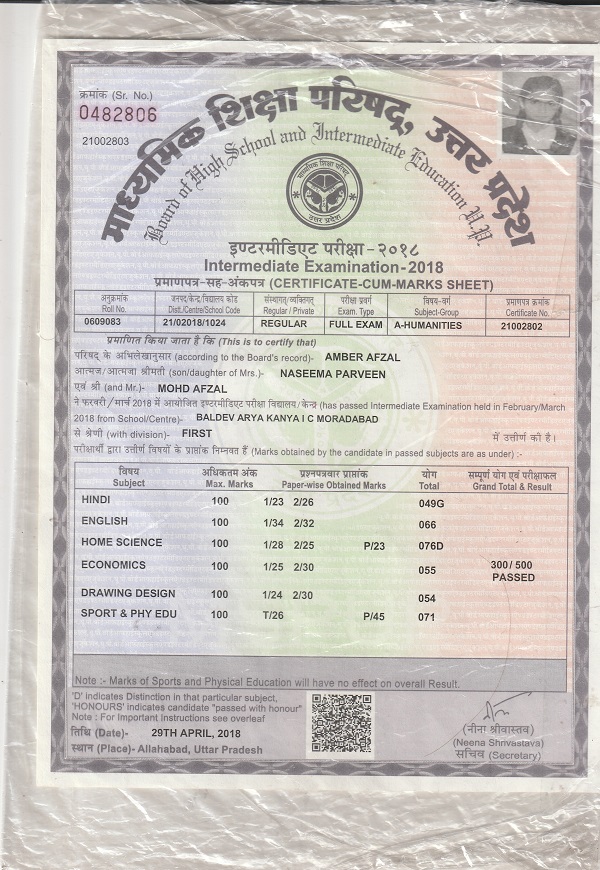 क्रमांक (Sr. No.)
0482806
21002803
माध्यमिक शिक्षा परिषद्, उत्तर प्रदेश
Board of High School and Intermediate Education U.P.
माध्यमिक शिक्षा परिषद्
उत्तर प्रदेश
इण्टरमीडिएट परीक्षा-२०१८
Intermediate Examination-2018
प्रमाणपत्र-सह-अंकपत्र (CERTIFICATE-CUM-MARKS SHEET)
अनुक्रमांक जनपद/केन्द्र/विद्यालय कोड संस्थागत/व्यक्तिगत परीक्षा प्रवर्ग विषय-वर्ग प्रमाणपत्र क्रमांक
Roll No. Dist./Centre/School Code Regular / Private Exam. Type Subject-Group Certificate No.
0609083 21/02018/1024 REGULAR FULL EXAM A-HUMANITIES 21002802
प्रमाणित किया जाता है कि (This is to certify that)
परिषद् के अभिलेखानुसार (according to the Board's record)- AMBER AFZAL
आत्मज/आत्मजा श्रीमती (son/daughter of Mrs.)- NASEEMA PARVEEN
एवं श्री (and Mr.)- MOHD AFZAL
ने फरवरी/मार्च 2018 में आयोजित इण्टरमीडिएट परीक्षा विद्यालय/केन्द्र (has passed Intermediate Examination held in February/March
2018 from School/Centre)- BALDEV ARYA KANYA I C MORADABAD
से श्रेणी (with division)- FIRST में उत्तीर्ण की है।
परीक्षार्थी द्वारा उत्तीर्ण विषयों के प्राप्तांक निम्नवत हैं (Marks obtained by the candidate in passed subjects are as under) :-
विषय अधिकतम अंक प्रश्नपत्रवार प्राप्तांक योग सम्पूर्ण योग एवं परीक्षाफल
Subject Max. Marks Paper-wise Obtained Marks Total Grand Total & Result
HINDI 100 1/23 2/26 049G
ENGLISH 100 1/34 2/32 066
HOME SCIENCE 100 1/28 2/25 P/23 076D
ECONOMICS 100 1/25 2/30 055 300/ 500
PASSED
DRAWING DESIGN 100 1/24 2/30 054
SPORT & PHY EDU 100 T/26 P/45 071
Note :- Marks of Sports and Physical Education will have no effect on overall Result.
'D' indicates Distinction in that particular subject,
'HONOURS' indicates candidate "passed with honour"
Note : For Important Instructions see overleaf
तिथि (Date)- 29TH APRIL, 2018
स्थान (Place)- Allahabad, Uttar Pradesh
(नीना श्रीवास्तव)
(Neena Shrivastava)
सचिव (Secretary)